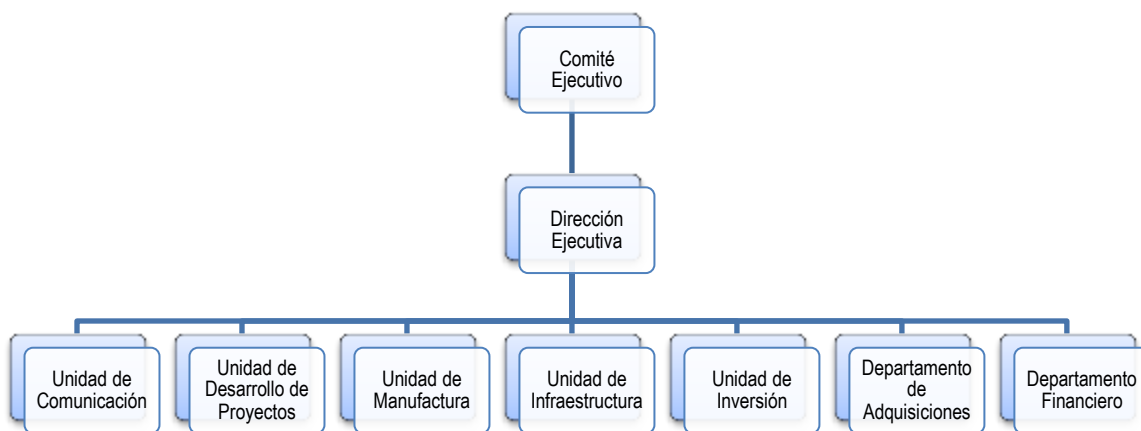 Comité
Ejecutivo
Dirección
Ejecutiva
Unidad de
Comunicación
Unidad de
Desarrollo de
Proyectos
Unidad de
Manufactura
Unidad de
Infraestructura
Unidad de
Inversión
Departamento
de
Adquisiciones
Departamento
Financiero